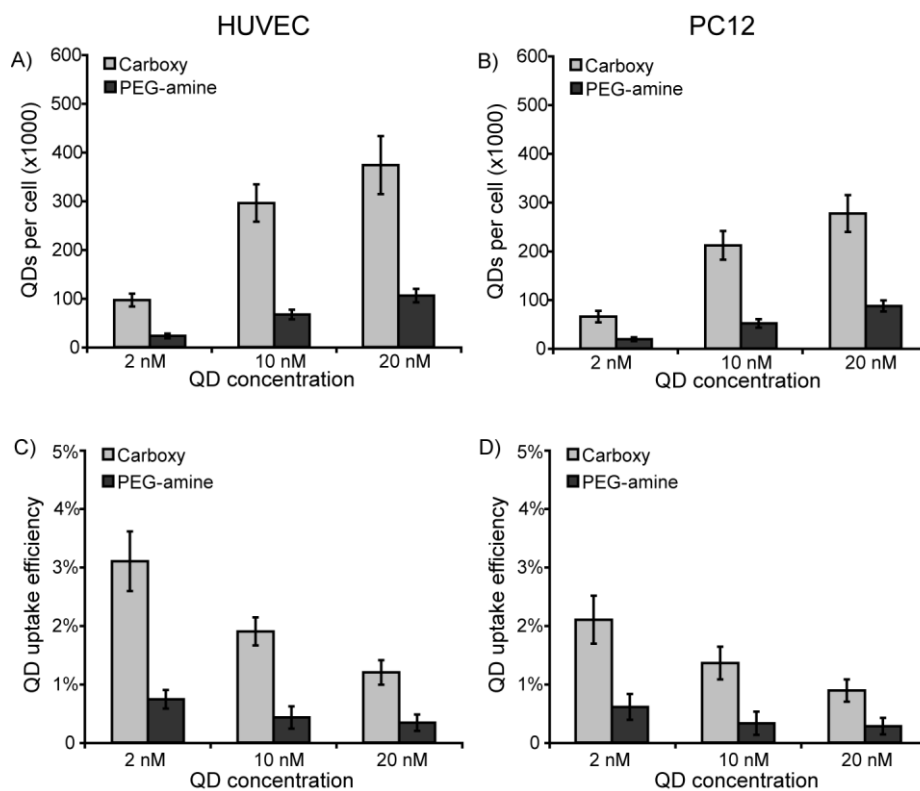 HUVEC
PC12
A)
600
500
400
300
200
100
0
QDs per cell (x1000)
Carboxy
PEG-amine
2 nM
10 nM
20 nM
QD concentration
B)
600
500
400
300
200
100
0
QDs per cell (x1000)
Carboxy
PEG-amine
2 nM
10 nM
20 nM
QD concentration
C)
5%
4%
3%
2%
1%
0
QD uptake efficiency
Carboxy
PEG-amine
2 nM
10 nM
20 nM
QD concentration
D)
5%
4%
3%
2%
1%
0
QD uptake efficiency
Carboxy
PEG-amine
2 nM
10 nM
20 nM
QD concentration